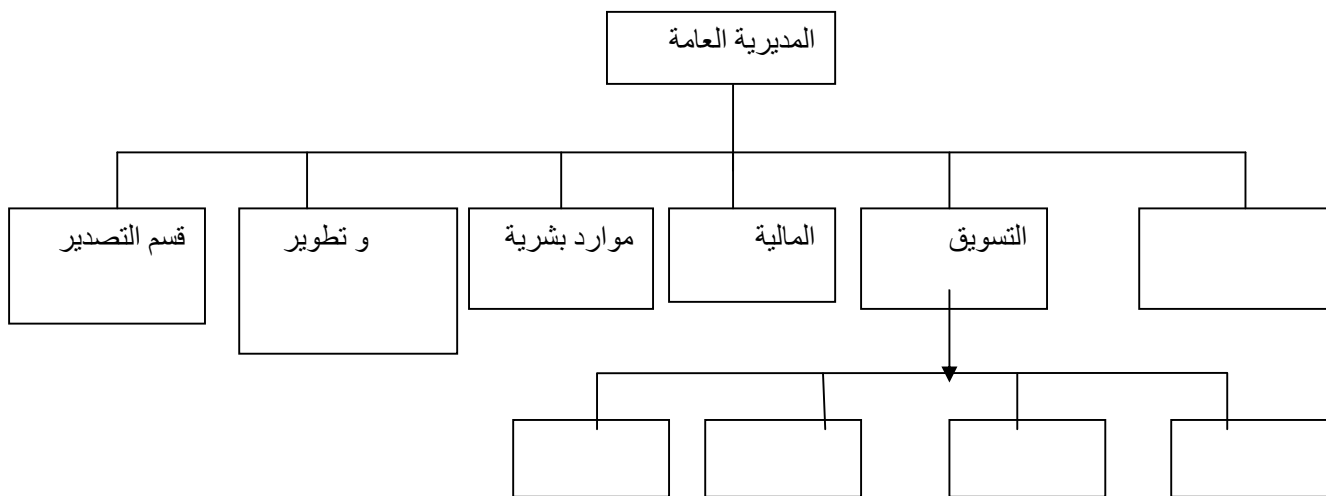 المديرية العامة
التسويق
المالية
موارد بشرية
و تطوير
قسم التصدير